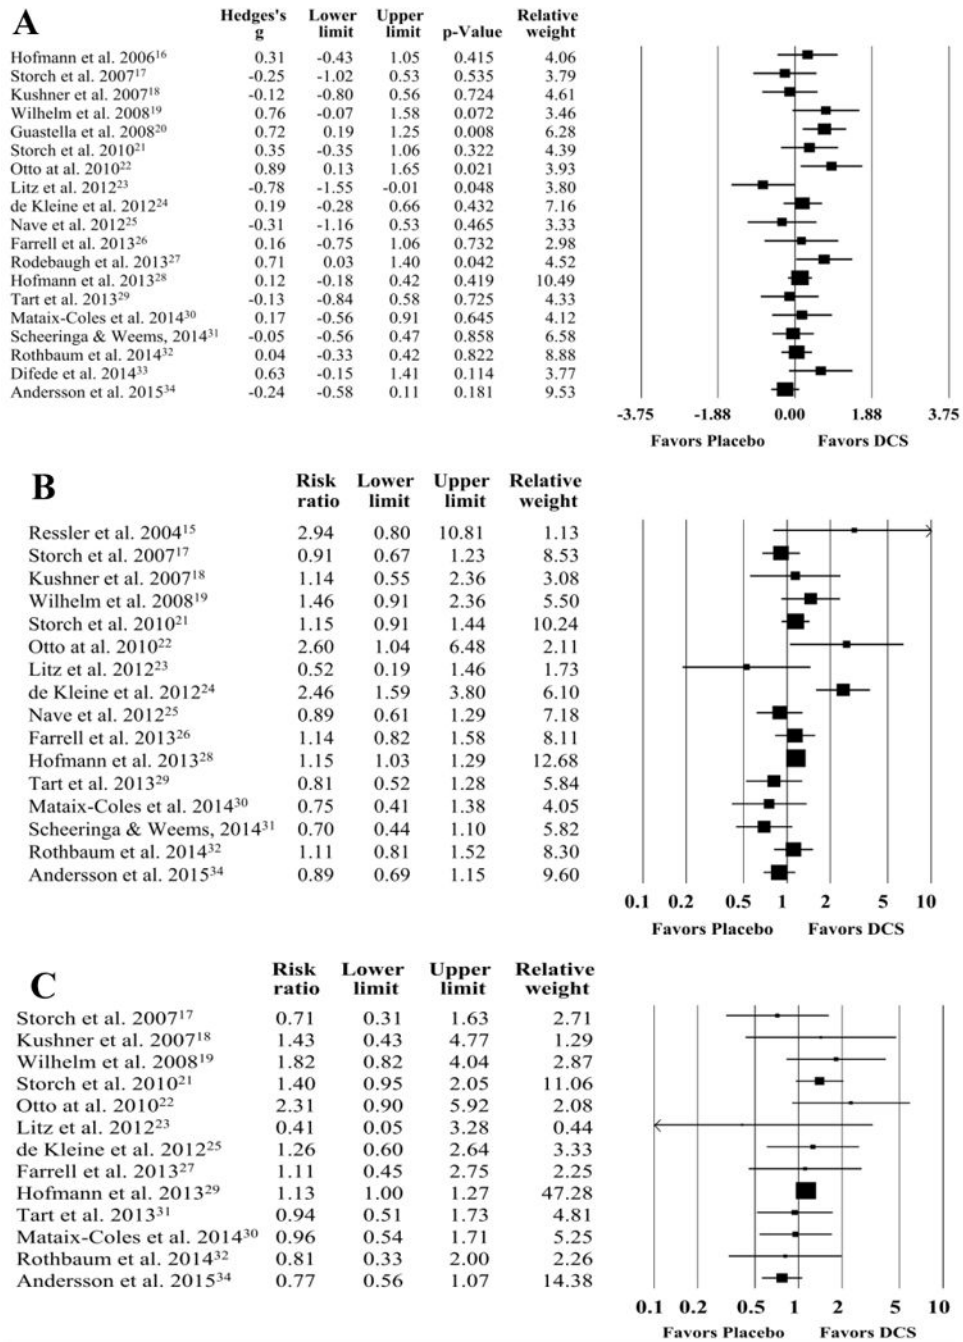 A
Hedges's Lower Upper Relative
g limit limit p-Value weight
Hofmann et al. 2006¹⁶ 0.31 -0.43 1.05 0.415 4.06
Storch et al. 2007¹⁷ -0.25 -1.02 0.53 0.535 3.79
Kushner et al. 2007¹⁸ -0.12 -0.80 0.56 0.724 4.61
Wilhelm et al. 2008¹⁹ 0.76 -0.07 1.58 0.072 3.46
Guastella et al. 2008²⁰ 0.72 0.19 1.25 0.008 6.28
Storch et al. 2010²¹ 0.35 -0.35 1.06 0.322 4.39
Otto at al. 2010²² 0.89 0.13 1.65 0.021 3.93
Litz et al. 2012²³ -0.78 -1.55 -0.01 0.048 3.80
de Kleine et al. 2012²⁴ 0.19 -0.28 0.66 0.432 7.16
Nave et al. 2012²⁵ -0.31 -1.16 0.53 0.465 3.33
Farrell et al. 2013²⁶ 0.16 -0.75 1.06 0.732 2.98
Rodebaugh et al. 2013²⁷ 0.71 0.03 1.40 0.042 4.52
Hofmann et al. 2013²⁸ 0.12 -0.18 0.42 0.419 10.49
Tart et al. 2013²⁹ -0.13 -0.84 0.58 0.725 4.33
Mataix-Coles et al. 2014³⁰ 0.17 -0.56 0.91 0.645 4.12
Scheeringa & Weems, 2014³¹ -0.05 -0.56 0.47 0.858 6.58
Rothbaum et al. 2014³² 0.04 -0.33 0.42 0.822 8.88
Difede et al. 2014³³ 0.63 -0.15 1.41 0.114 3.77
Andersson et al. 2015³⁴ -0.24 -0.58 0.11 0.181 9.53
-3.75 -1.88 0.00 1.88 3.75
Favors Placebo Favors DCS
B
Risk Lower Upper Relative
ratio limit limit weight
Ressler et al. 2004¹⁵ 2.94 0.80 10.81 1.13
Storch et al. 2007¹⁷ 0.91 0.67 1.23 8.53
Kushner et al. 2007¹⁸ 1.14 0.55 2.36 3.08
Wilhelm et al. 2008¹⁹ 1.46 0.91 2.36 5.50
Storch et al. 2010²¹ 1.15 0.91 1.44 10.24
Otto at al. 2010²² 2.60 1.04 6.48 2.11
Litz et al. 2012²³ 0.52 0.19 1.46 1.73
de Kleine et al. 2012²⁴ 2.46 1.59 3.80 6.10
Nave et al. 2012²⁵ 0.89 0.61 1.29 7.18
Farrell et al. 2013²⁶ 1.14 0.82 1.58 8.11
Hofmann et al. 2013²⁸ 1.15 1.03 1.29 12.68
Tart et al. 2013²⁹ 0.81 0.52 1.28 5.84
Mataix-Coles et al. 2014³⁰ 0.75 0.41 1.38 4.05
Scheeringa & Weems, 2014³¹ 0.70 0.44 1.10 5.82
Rothbaum et al. 2014³² 1.11 0.81 1.52 8.30
Andersson et al. 2015³⁴ 0.89 0.69 1.15 9.60
0.1 0.2 0.5 1 2 5 10
Favors Placebo Favors DCS
C
Risk Lower Upper Relative
ratio limit limit weight
Storch et al. 2007¹⁷ 0.71 0.31 1.63 2.71
Kushner et al. 2007¹⁸ 1.43 0.43 4.77 1.29
Wilhelm et al. 2008¹⁹ 1.82 0.82 4.04 2.87
Storch et al. 2010²¹ 1.40 0.95 2.05 11.06
Otto at al. 2010²² 2.31 0.90 5.92 2.08
Litz et al. 2012²³ 0.41 0.05 3.28 0.44
de Kleine et al. 2012²⁵ 1.26 0.60 2.64 3.33
Farrell et al. 2013²⁷ 1.11 0.45 2.75 2.25
Hofmann et al. 2013²⁹ 1.13 1.00 1.27 47.28
Tart et al. 2013³¹ 0.94 0.51 1.73 4.81
Mataix-Coles et al. 2014³⁰ 0.96 0.54 1.71 5.25
Rothbaum et al. 2014³² 0.81 0.33 2.00 2.26
Andersson et al. 2015³⁴ 0.77 0.56 1.07 14.38
0.1 0.2 0.5 1 2 5 10
Favors Placebo Favors DCS